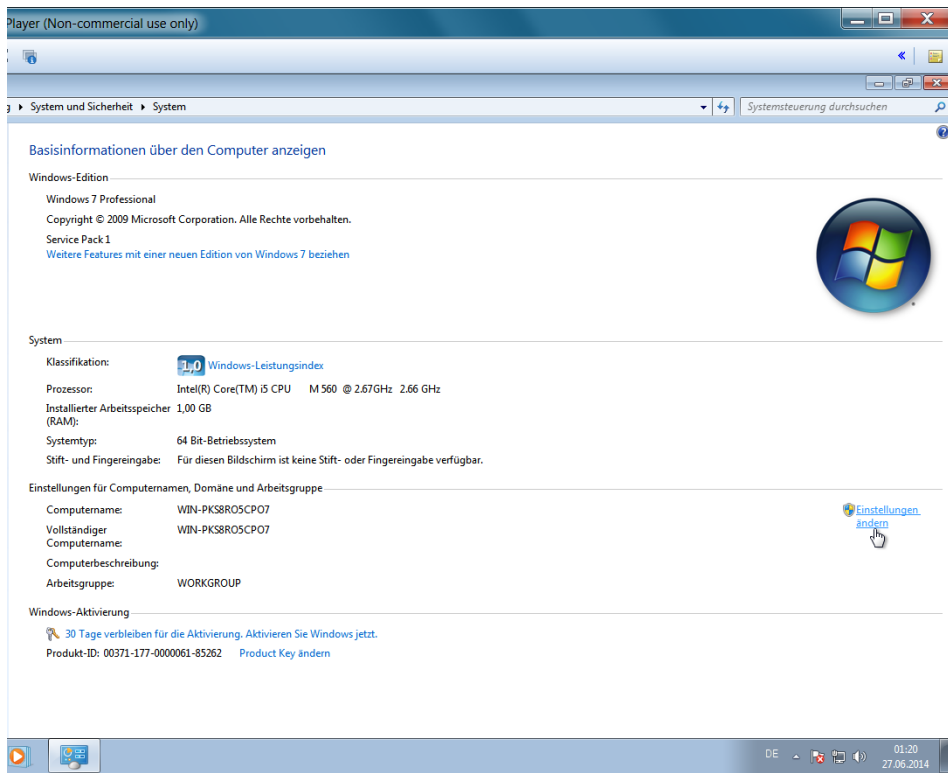 Player (Non-commercial use only)
System und Sicherheit System
Systemsteuerung durchsuchen
Basisinformationen über den Computer anzeigen
Windows-Edition
Windows 7 Professional
Copyright © 2009 Microsoft Corporation. Alle Rechte vorbehalten.
Service Pack 1
Weitere Features mit einer neuen Edition von Windows 7 beziehen
System
Klassifikation: 1,0 Windows-Leistungsindex
Prozessor: Intel(R) Core(TM) i5 CPU M 560 @ 2.67GHz 2.66 GHz
Installierter Arbeitsspeicher 1,00 GB
(RAM):
Systemtyp: 64 Bit-Betriebssystem
Stift- und Fingereingabe: Für diesen Bildschirm ist keine Stift- oder Fingereingabe verfügbar.
Einstellungen für Computernamen, Domäne und Arbeitsgruppe
Computername: WIN-PKS8RO5CPO7
Einstellungen
ändern
Vollständiger WIN-PKS8RO5CPO7
Computername:
Computerbeschreibung:
Arbeitsgruppe: WORKGROUP
Windows-Aktivierung
30 Tage verbleiben für die Aktivierung. Aktivieren Sie Windows jetzt.
Produkt-ID: 00371-177-0000061-85262 Product Key ändern
DE
01:20
27.06.2014